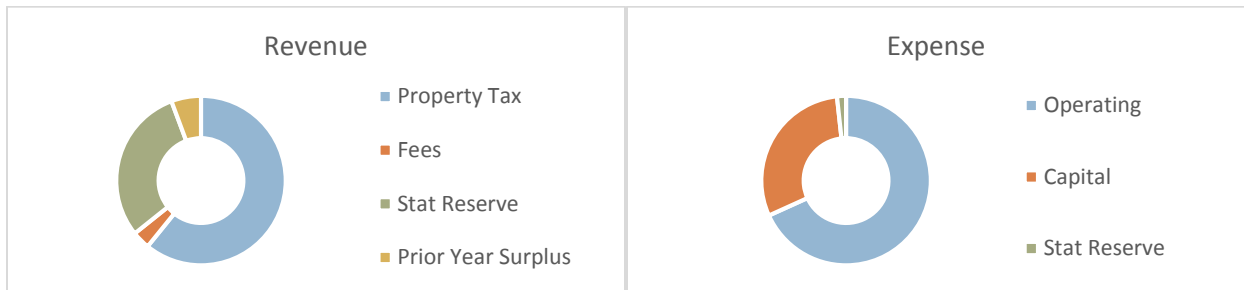 Revenue
Property Tax
Fees
Stat Reserve
Prior Year Surplus
Expense
Operating
Capital
Stat Reserve